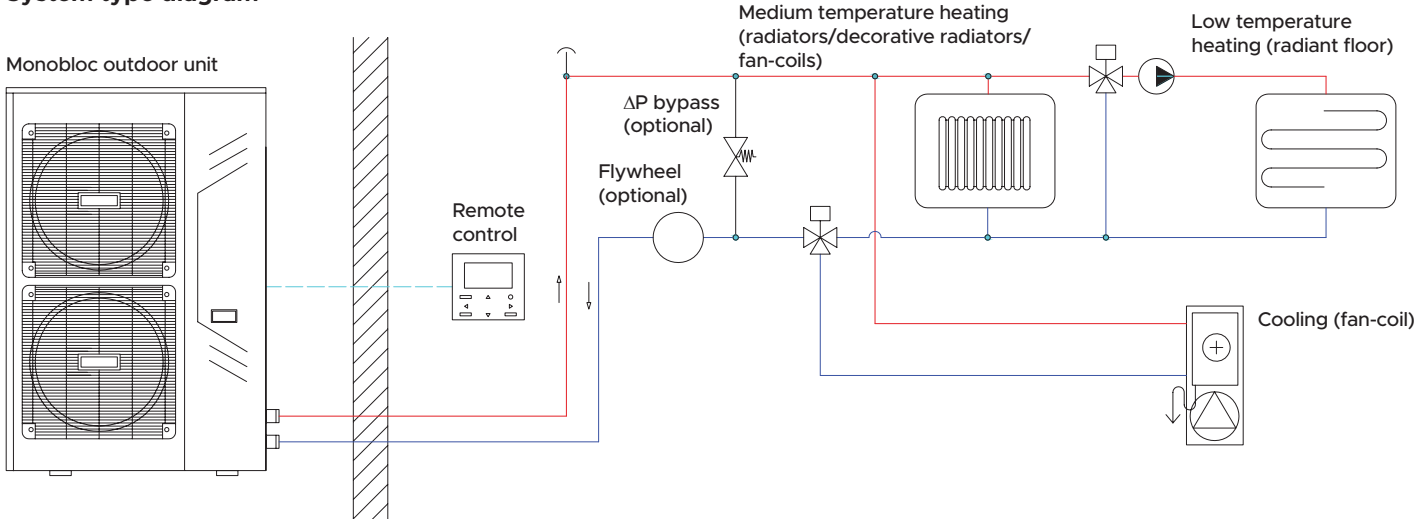 System type diagram
Monobloc outdoor unit
Medium temperature heating
(radiators/decorative radiators/
fan-coils)
Low temperature
heating (radiant floor)
ΔP bypass
(optional)
Flywheel
(optional)
Remote
control
Cooling (fan-coil)